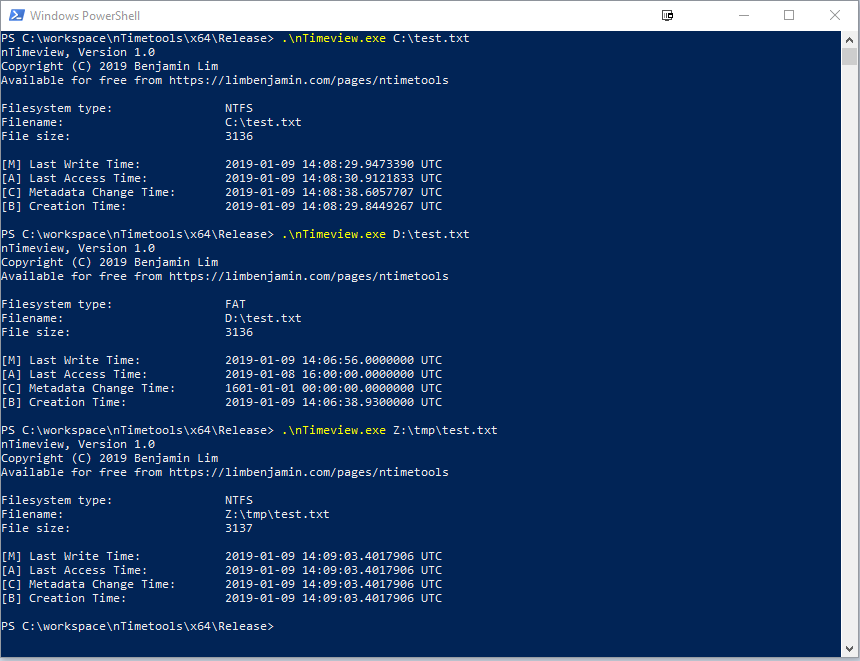 Windows PowerShell
PS C:\workspace\nTimetools\x64\Release> .\nTimeview.exe C:\test.txt
nTimeview, Version 1.0
Copyright (C) 2019 Benjamin Lim
Available for free from https://limbenjamin.com/pages/ntimetools
Filesystem type: NTFS
Filename: C:\test.txt
File size: 3136
[M] Last Write Time: 2019-01-09 14:08:29.9473390 UTC
[A] Last Access Time: 2019-01-09 14:08:30.9121833 UTC
[C] Metadata Change Time: 2019-01-09 14:08:38.6057707 UTC
[B] Creation Time: 2019-01-09 14:08:29.8449267 UTC
PS C:\workspace\nTimetools\x64\Release> .\nTimeview.exe D:\test.txt
nTimeview, Version 1.0
Copyright (C) 2019 Benjamin Lim
Available for free from https://limbenjamin.com/pages/ntimetools
Filesystem type: FAT
Filename: D:\test.txt
File size: 3136
[M] Last Write Time: 2019-01-09 14:06:56.0000000 UTC
[A] Last Access Time: 2019-01-08 16:00:00.0000000 UTC
[C] Metadata Change Time: 1601-01-01 00:00:00.0000000 UTC
[B] Creation Time: 2019-01-09 14:06:38.9300000 UTC
PS C:\workspace\nTimetools\x64\Release> .\nTimeview.exe Z:\tmp\test.txt
nTimeview, Version 1.0
Copyright (C) 2019 Benjamin Lim
Available for free from https://limbenjamin.com/pages/ntimetools
Filesystem type: NTFS
Filename: Z:\tmp\test.txt
File size: 3137
[M] Last Write Time: 2019-01-09 14:09:03.4017906 UTC
[A] Last Access Time: 2019-01-09 14:09:03.4017906 UTC
[C] Metadata Change Time: 2019-01-09 14:09:03.4017906 UTC
[B] Creation Time: 2019-01-09 14:09:03.4017906 UTC
PS C:\workspace\nTimetools\x64\Release>